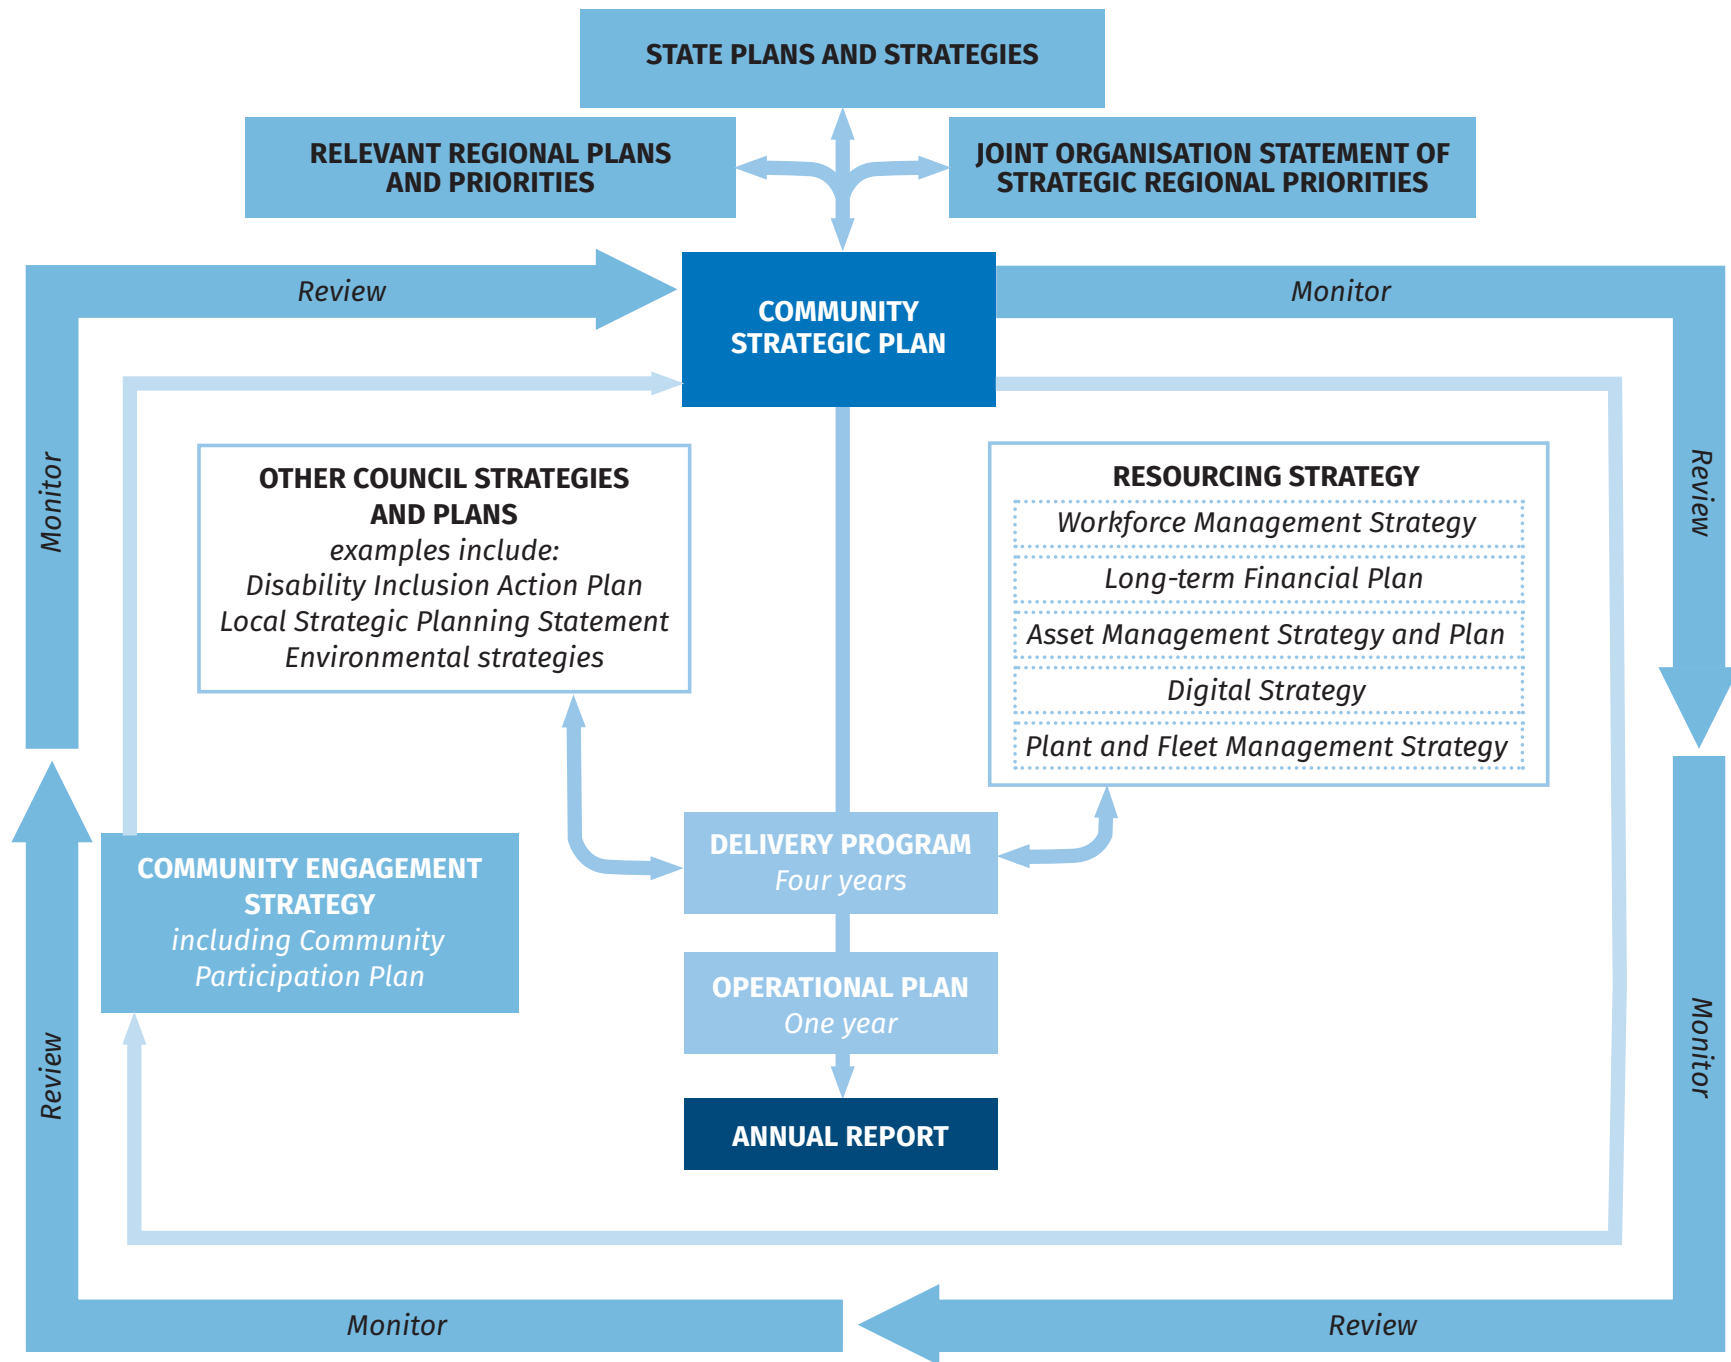 STATE PLANS AND STRATEGIES
RELEVANT REGIONAL PLANS
AND PRIORITIES
JOINT ORGANISATION STATEMENT OF
STRATEGIC REGIONAL PRIORITIES
Review
COMMUNITY
STRATEGIC PLAN
Monitor
Monitor
OTHER COUNCIL STRATEGIES
AND PLANS
examples include:
Disability Inclusion Action Plan
Local Strategic Planning Statement
Environmental strategies
RESOURCING STRATEGY
Workforce Management Strategy
Long-term Financial Plan
Asset Management Strategy and Plan
Digital Strategy
Plant and Fleet Management Strategy
Review
COMMUNITY ENGAGEMENT
STRATEGY
including Community
Participation Plan
DELIVERY PROGRAM
Four years
OPERATIONAL PLAN
One year
ANNUAL REPORT
Review
Monitor
Monitor
Review